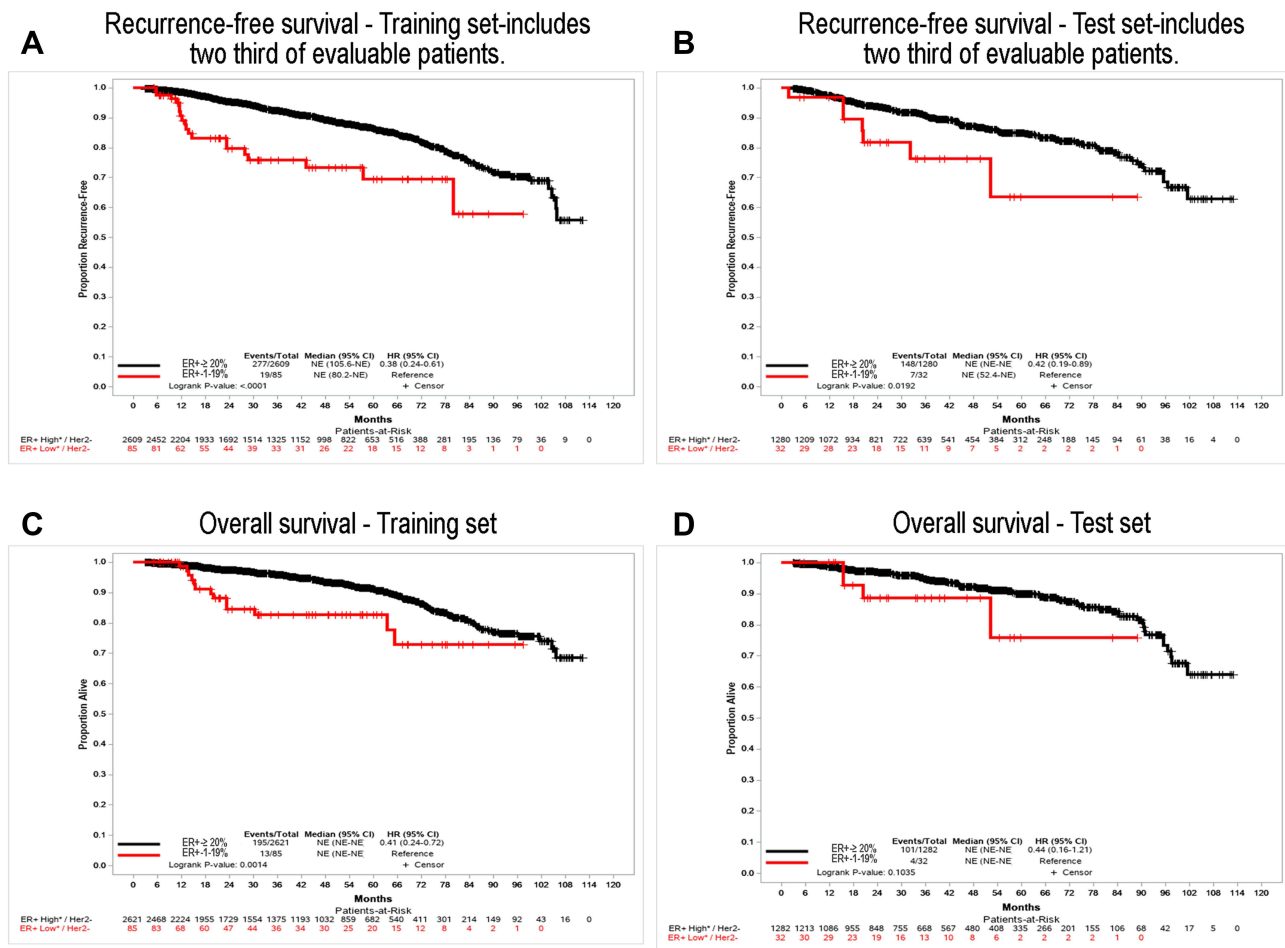 A
Recurrence-free survival - Training set-includes
two third of evaluable patients.
Proportion Recurrence-Free
1.0
0.9
0.8
0.7
0.6
0.5
0.4
0.3
0.2
0.1
0.0
Events/Total Median (95% CI) HR (95% CI)
ER+-≥ 20% 277/2609 NE (105.6-NE) 0.38 (0.24-0.61)
ER+-1-19% 19/85 NE (80.2-NE) Reference
Logrank P-value: <.0001 + Censor
0 6 12 18 24 30 36 42 48 54 60 66 72 78 84 90 96 102 108 114 120
Months
Patients-at-Risk
ER+ High* / Her2- 2609 2452 2204 1933 1692 1514 1325 1152 998 822 653 516 388 281 195 136 79 36 9 0
ER+ Low* / Her2- 85 81 62 55 44 39 33 31 26 22 18 15 12 8 3 1 1 0
B
Recurrence-free survival - Test set-includes
two third of evaluable patients.
Proportion Recurrence-Free
1.0
0.9
0.8
0.7
0.6
0.5
0.4
0.3
0.2
0.1
0.0
Events/Total Median (95% CI) HR (95% CI)
ER+-≥ 20% 148/1280 NE (NE-NE) 0.42 (0.19-0.89)
ER+-1-19% 7/32 NE (52.4-NE) Reference
Logrank P-value: 0.0192 + Censor
0 6 12 18 24 30 36 42 48 54 60 66 72 78 84 90 96 102 108 114 120
Months
Patients-at-Risk
ER+ High* / Her2- 1280 1209 1072 934 821 722 639 541 454 384 312 248 188 145 94 61 38 16 4 0
ER+ Low* / Her2- 32 29 28 23 18 15 11 9 7 5 2 2 2 2 1 0
C
Overall survival - Training set
Proportion Alive
1.0
0.9
0.8
0.7
0.6
0.5
0.4
0.3
0.2
0.1
0.0
Events/Total Median (95% CI) HR (95% CI)
ER+-≥ 20% 195/2621 NE (NE-NE 0.41 (0.24-0.72)
ER+-1-19% 13/85 NE (NE-NE Reference
Logrank P-value: 0.0014 + Censor
0 6 12 18 24 30 36 42 48 54 60 66 72 78 84 90 96 102 108 114 120
Months
Patients-at-Risk
ER+ High* / Her2- 2621 2468 2224 1955 1729 1554 1375 1193 1032 859 682 540 411 301 214 149 92 43 16 0
ER+ Low* / Her2- 85 83 68 60 47 44 36 34 30 25 20 15 12 8 4 2 1 0
D
Overall survival - Test set
Proportion Alive
1.0
0.9
0.8
0.7
0.6
0.5
0.4
0.3
0.2
0.1
0.0
Events/Total Median (95% CI) HR (95% CI)
ER+-≥ 20% 101/1282 NE (NE-NE 0.44 (0.16-1.21)
ER+-1-19% 4/32 NE (NE-NE Reference
Logrank P-value: 0.1035 + Censor
0 6 12 18 24 30 36 42 48 54 60 66 72 78 84 90 96 102 108 114 120
Months
Patients-at-Risk
ER+ High* / Her2- 1282 1213 1086 955 848 755 668 567 480 408 335 266 201 155 106 68 42 17 5 0
ER+ Low* / Her2- 32 30 29 23 19 16 13 10 8 6 2 2 2 2 1 0